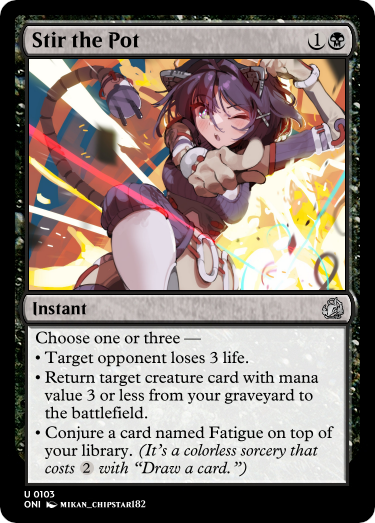 Stir the Pot 1
Instant
Choose one or three —
• Target opponent loses 3 life.
• Return target creature card with mana
value 3 or less from your graveyard to
the battlefield.
• Conjure a card named Fatigue on top of
your library. (It's a colorless sorcery that
costs 2 with “Draw a card.”)
U 0103
ONI MIKAN_CHIPSTAR182